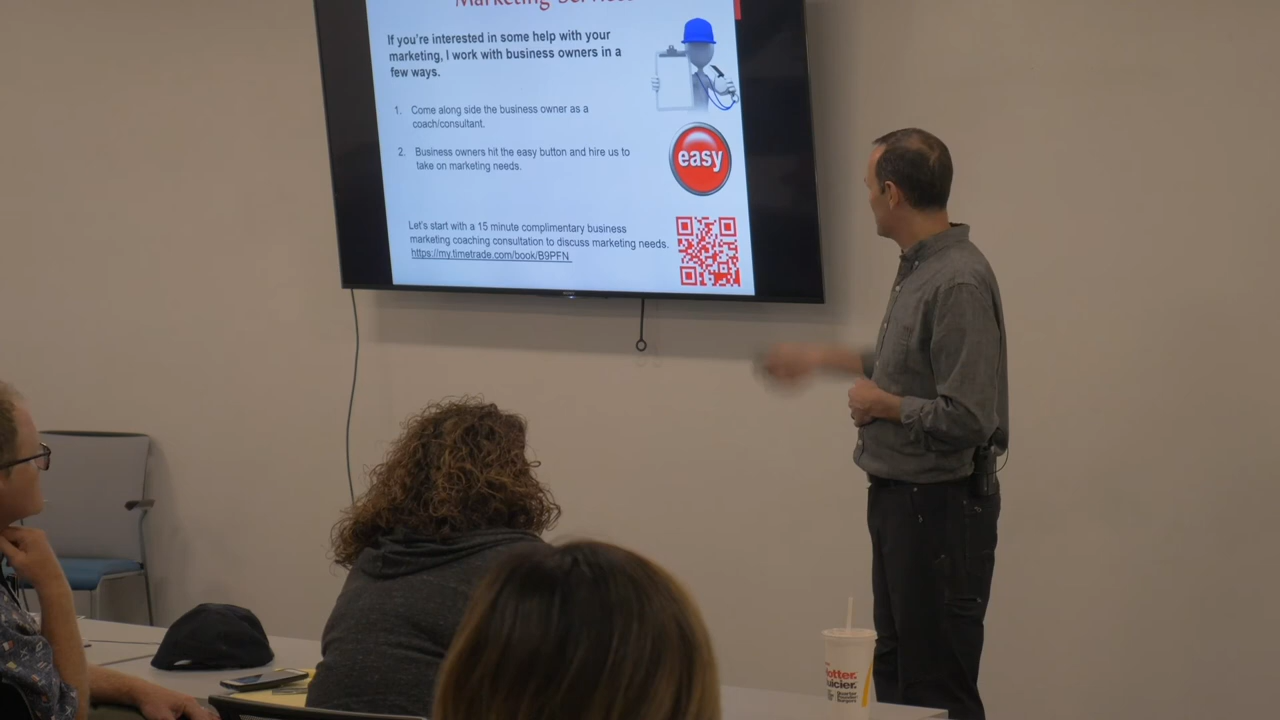 Marketing Services
If you're interested in some help with your
marketing, I work with business owners in a
few ways.
1. Come along side the business owner as a
coach/consultant.
2. Business owners hit the easy button and hire us to
take on marketing needs.
easy
Let's start with a 15 minute complimentary business
marketing coaching consultation to discuss marketing needs.
https://my.timetrade.com/book/B9PFN
SONY